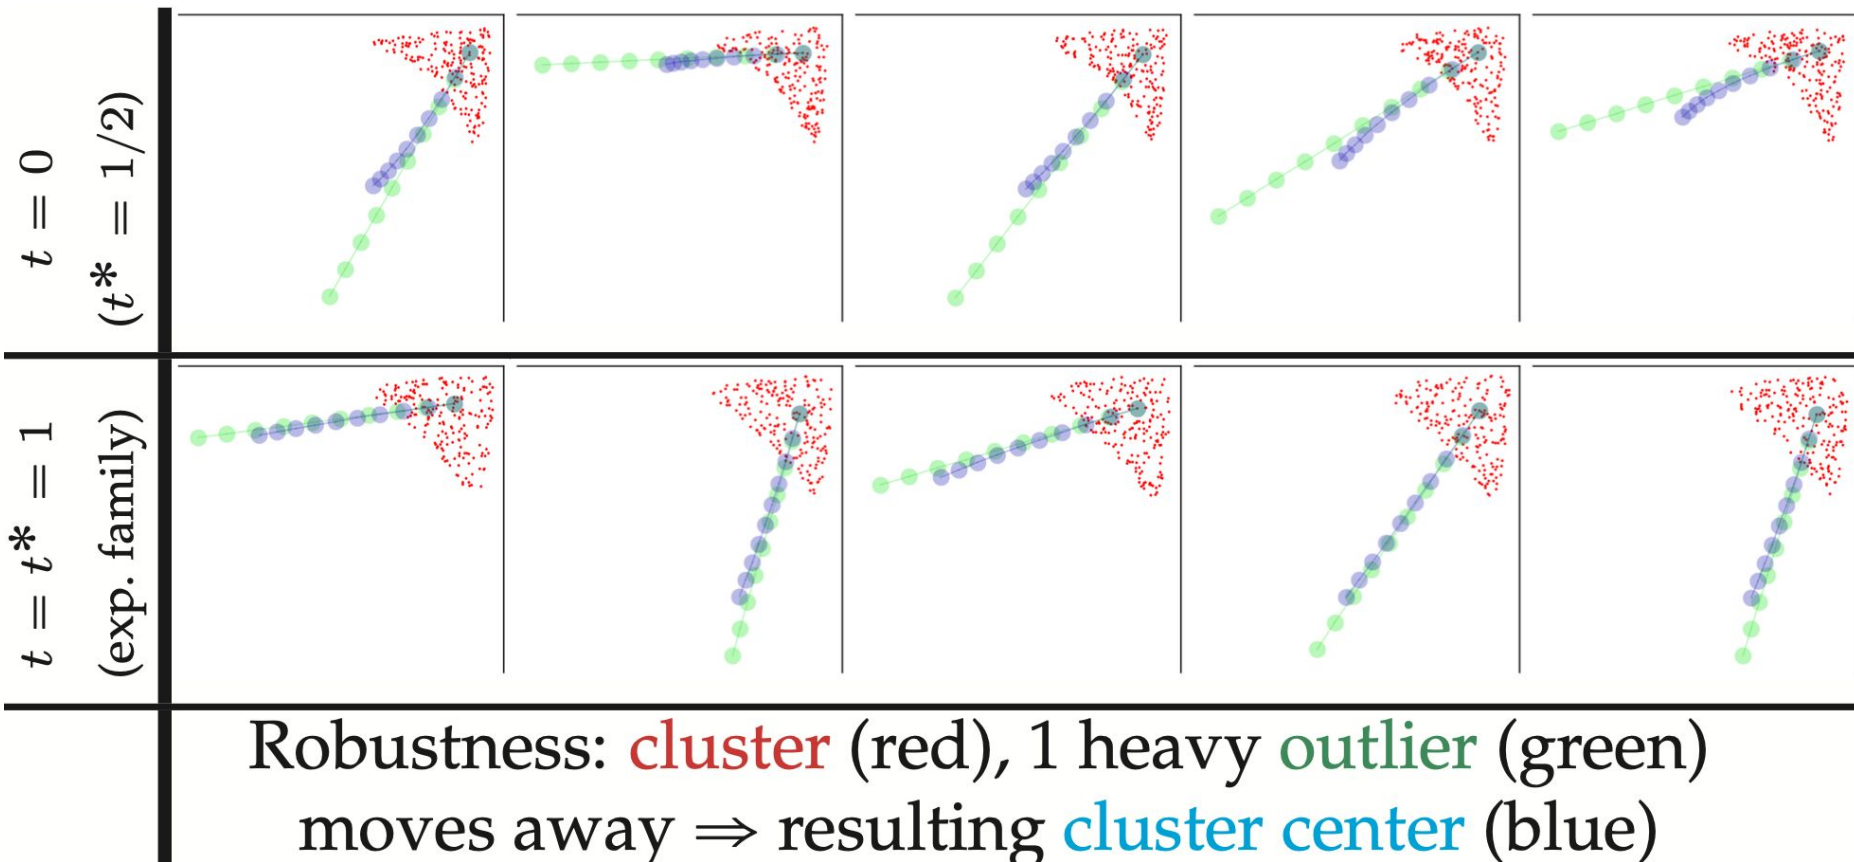 t = 0
(t* = 1/2)
t = t* = 1
(exp. family)
Robustness: cluster (red), 1 heavy outlier (green)
moves away ⇒ resulting cluster center (blue)